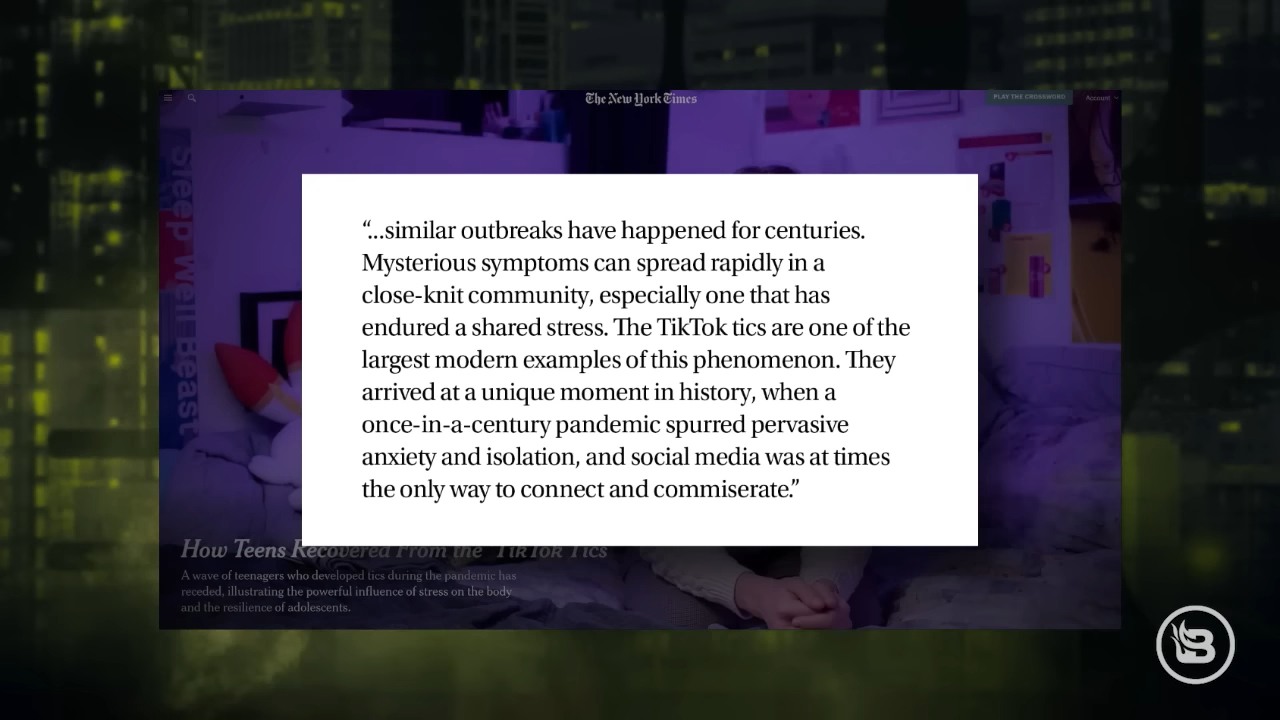 The New York Times
PLAY THE CROSSWORD
Account
Sleep Well Beast
“...similar outbreaks have happened for centuries.
Mysterious symptoms can spread rapidly in a
close-knit community, especially one that has
endured a shared stress. The TikTok tics are one of the
largest modern examples of this phenomenon. They
arrived at a unique moment in history, when a
once-in-a-century pandemic spurred pervasive
anxiety and isolation, and social media was at times
the only way to connect and commiserate.”
How Teens Recovered From the ‘TikTok Tics’
A wave of teenagers who developed tics during the pandemic has
receded, illustrating the powerful influence of stress on the body
and the resilience of adolescents.
B